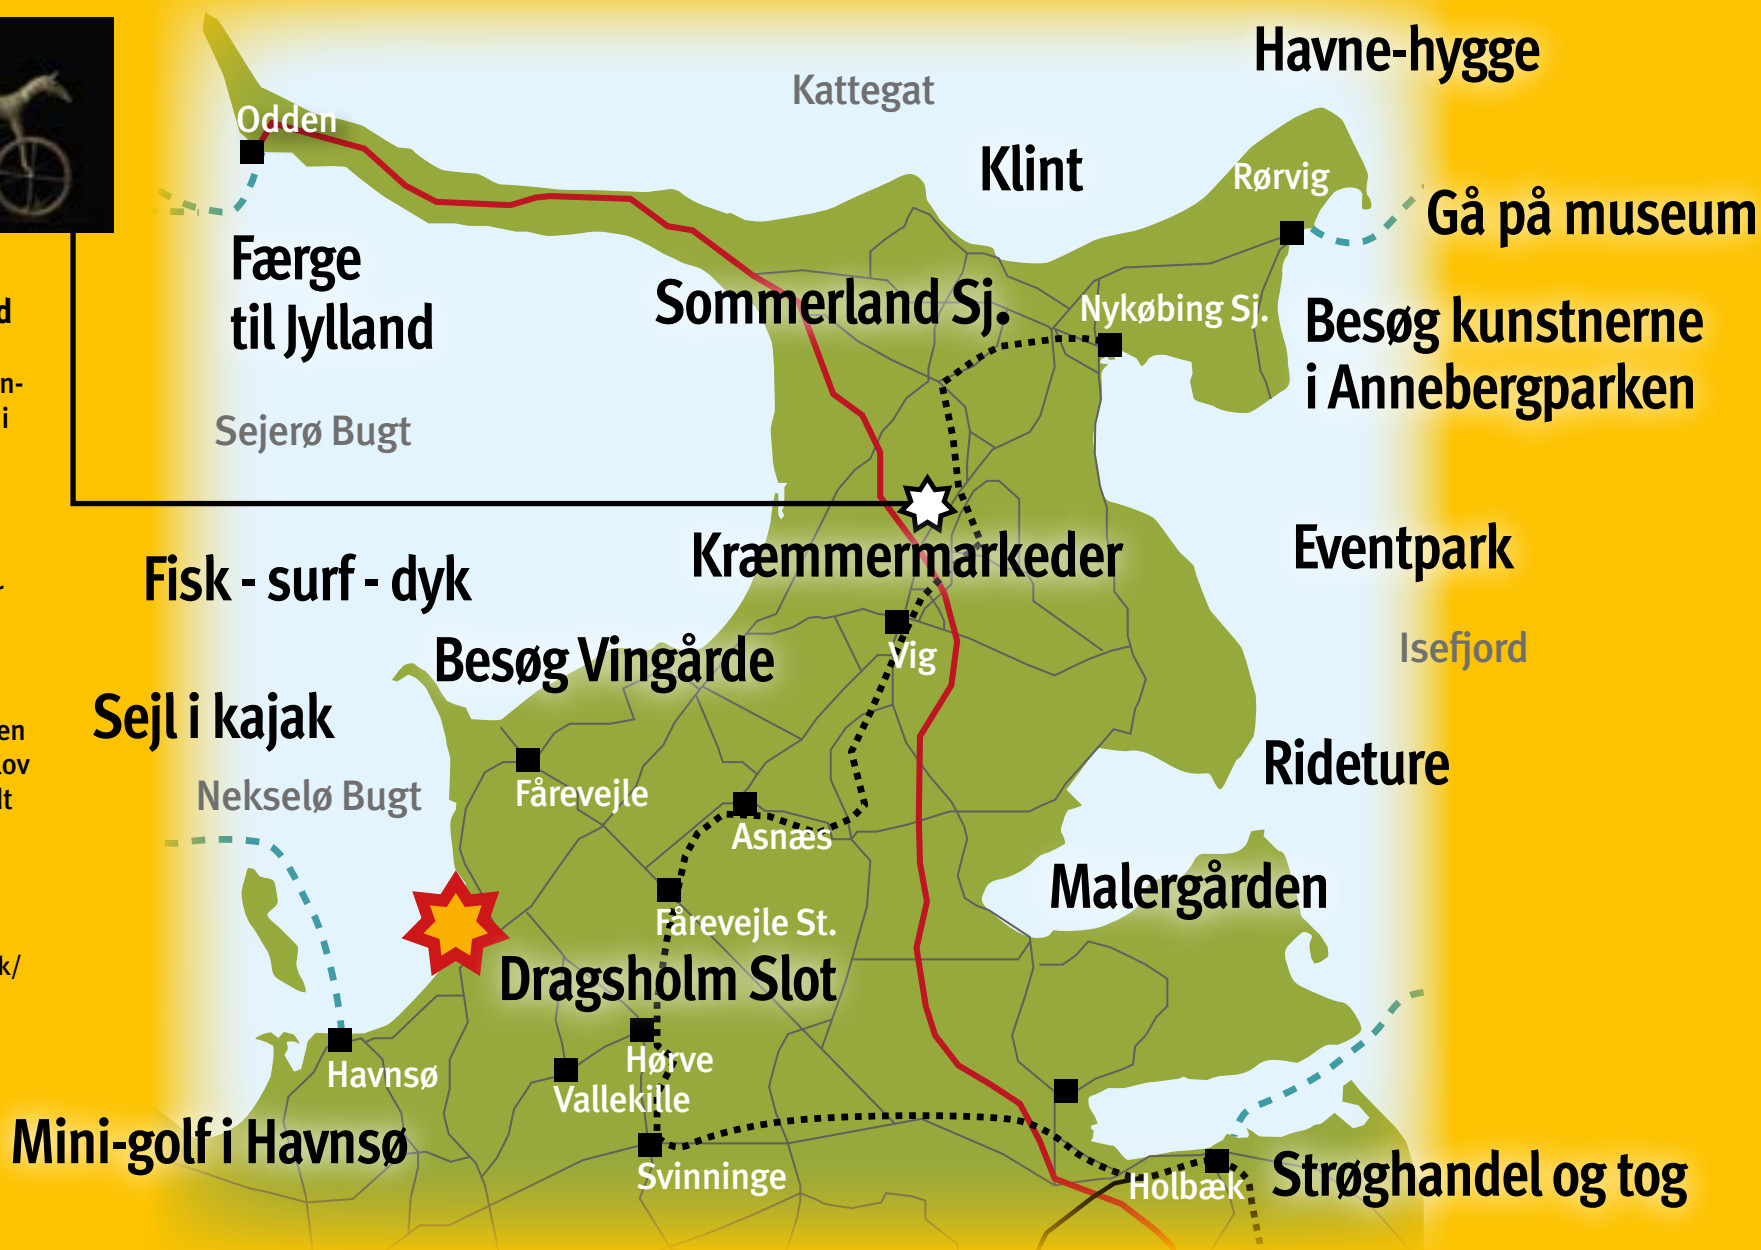 Havne-hygge
Kattegat
Odden
Klint
Rørvig
Gå på museum
Færge
til Jylland
Sommerland Sj.
Nykøbing Sj.
Besøg kunstnerne
i Annebergparken
d
n-
i
Sejerø Bugt
Kræmmermarkeder
Eventpark
Fisk - surf - dyk
Besøg Vingårde
Vig
Isefjord
Sejl i kajak
en
lt
Nekselø Bugt
Fårevejle
Rideture
Asnæs
Malergården
Fårevejle St.
k/
Dragsholm Slot
Havnsø
Hørve
Vallekille
Mini-golf i Havnsø
Svinninge
Holbæk
Strøghandel og tog